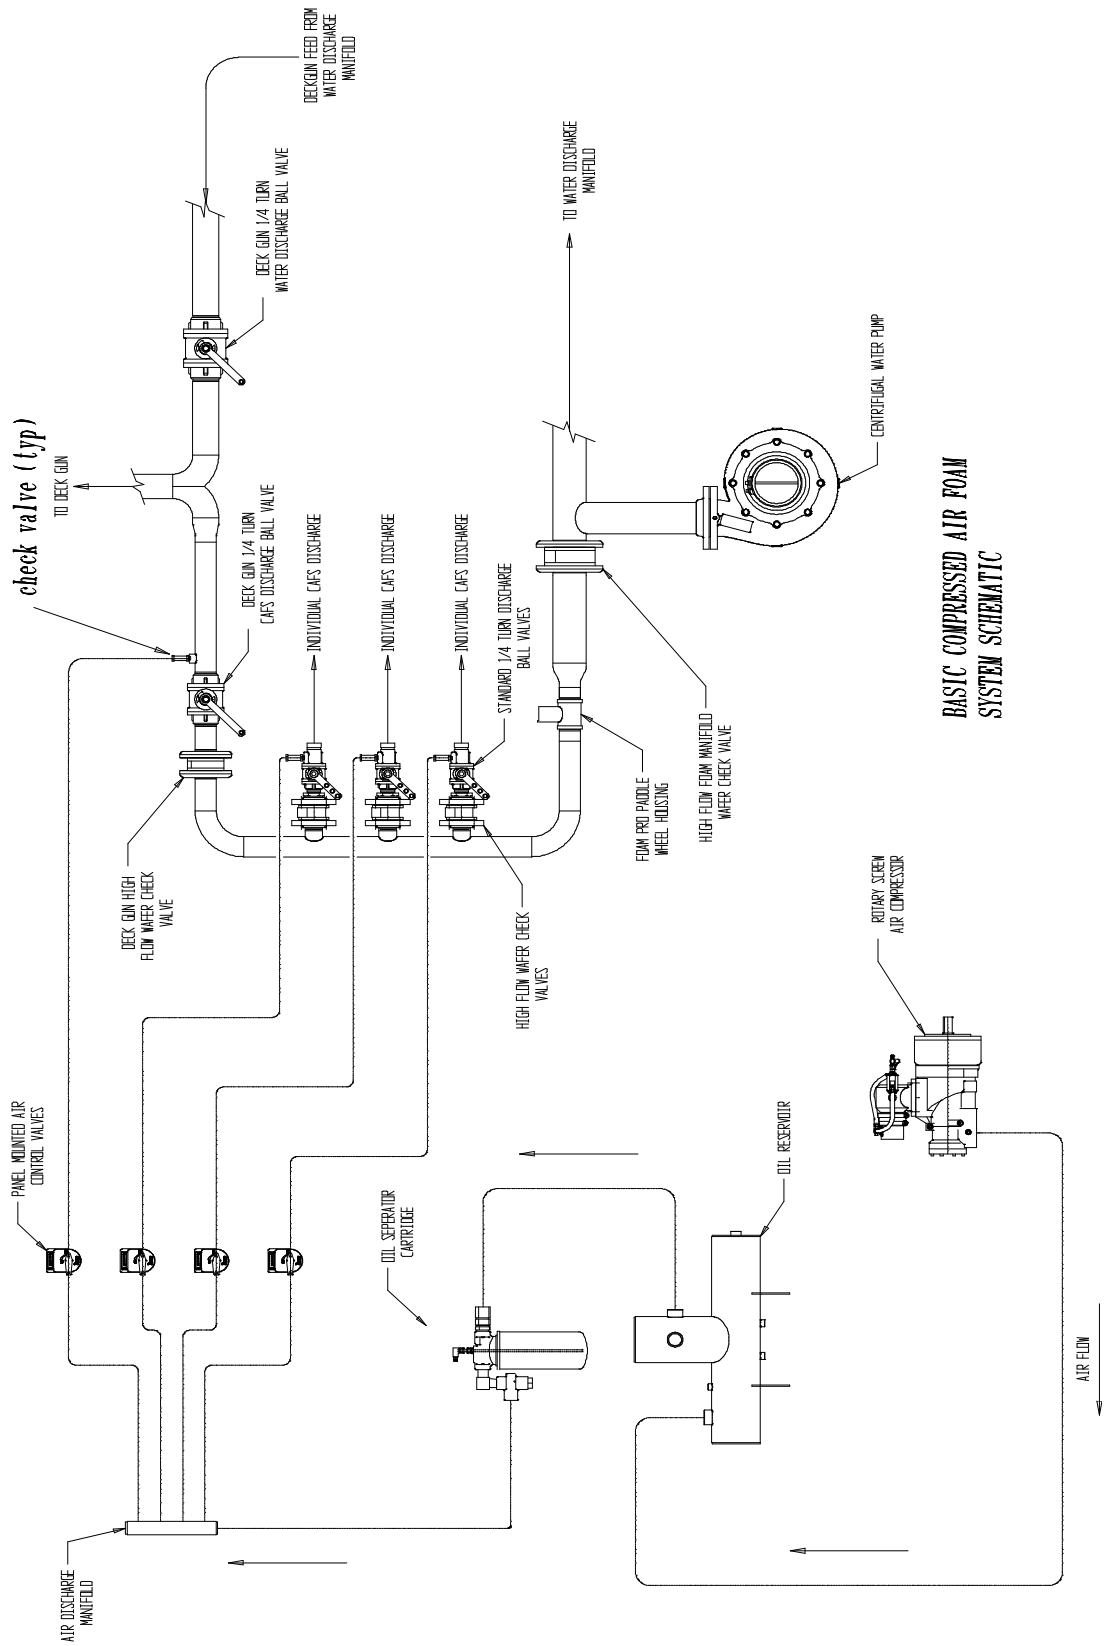 check valve (typ)
TO DECK GUN
DECKGUN FEED FROM
WATER DISCHARGE
MANIFOLD
DECK GUN 1/4 TURN
WATER DISCHARGE BALL VALVE
DECK GUN 1/4 TURN
CAFS DISCHARGE BALL VALVE
DECK GUN HIGH
FLOW WAFER CHECK
VALVE
PANEL MOUNTED AIR
CONTROL VALVES
AIR DISCHARGE
MANIFOLD
INDIVIDUAL CAFS DISCHARGE
INDIVIDUAL CAFS DISCHARGE
INDIVIDUAL CAFS DISCHARGE
STANDARD 1/4 TURN DISCHARGE
BALL VALVES
HIGH FLOW WAFER CHECK
VALVES
TO WATER DISCHARGE
MANIFOLD
FOAM PRO PADDLE
WHEEL HOUSING
HIGH FLOW FOAM MANIFOLD
WAFER CHECK VALVE
CENTRIFUGAL WATER PUMP
OIL SEPERATOR
CARTRIDGE
OIL RESERVOIR
ROTARY SCREW
AIR COMPRESSOR
AIR FLOW
BASIC COMPRESSED AIR FOAM
SYSTEM SCHEMATIC